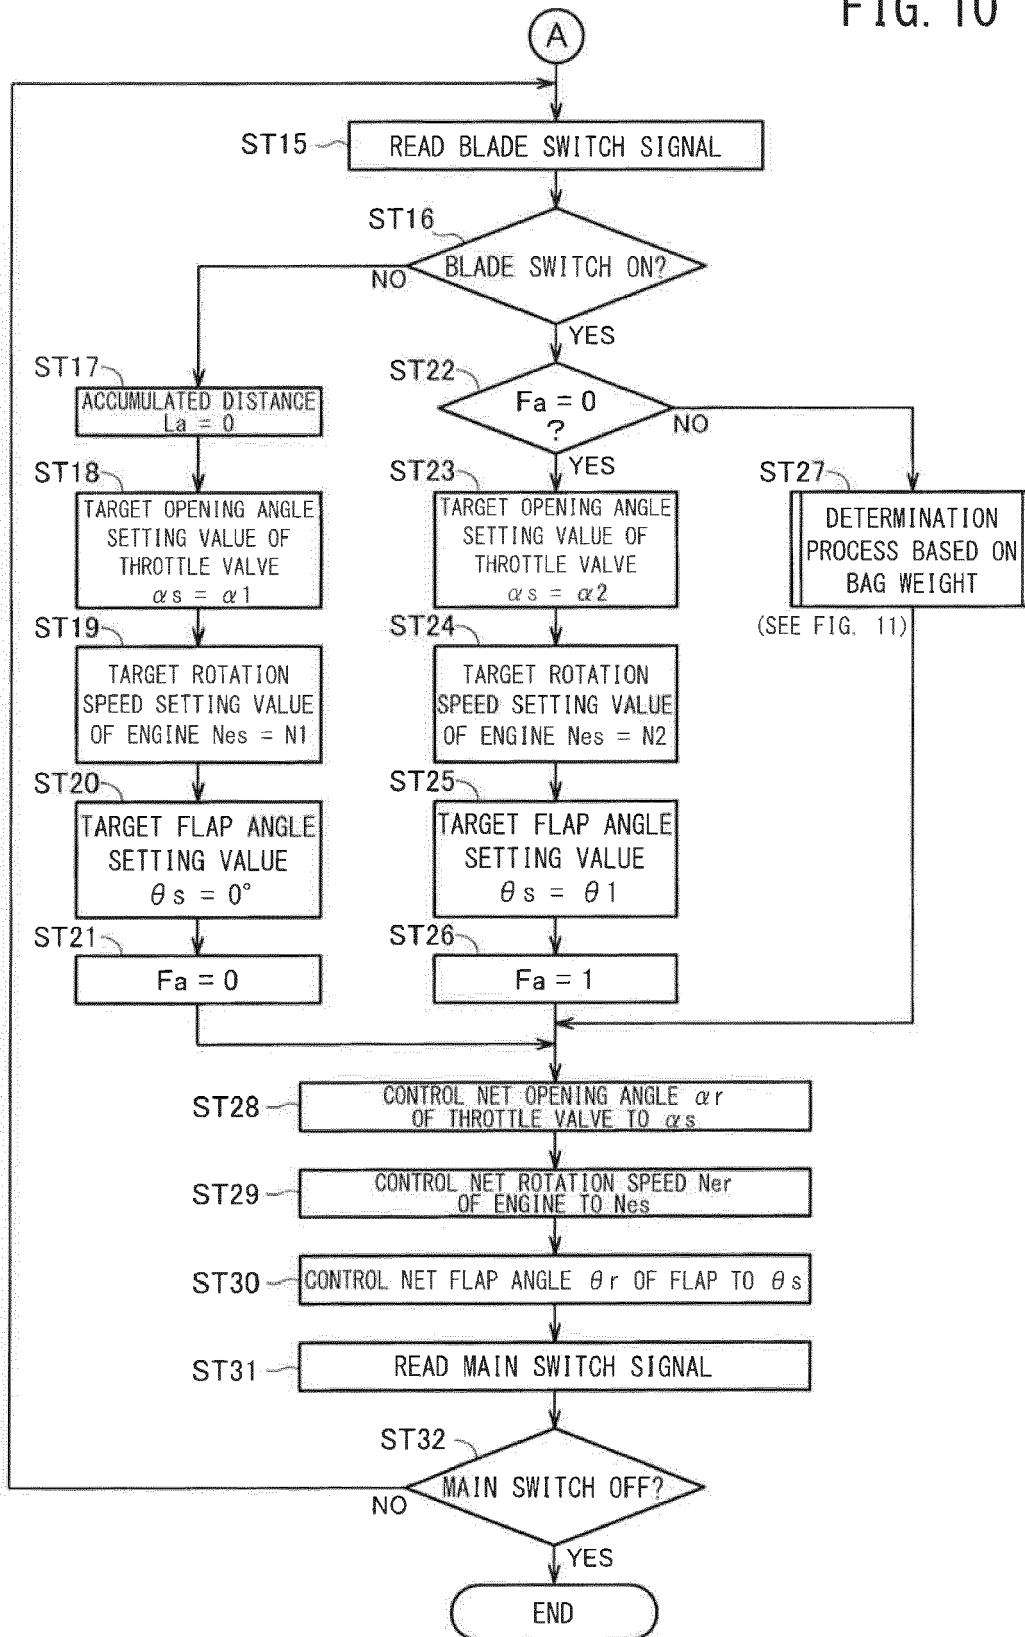 FIG. 10
A
ST15
READ BLADE SWITCH SIGNAL
ST16
BLADE SWITCH ON?
NO
YES
ST17
ACCUMULATED DISTANCE
La = 0
ST22
Fa = 0
?
NO
YES
ST18
TARGET OPENING ANGLE
SETTING VALUE OF
THROTTLE VALVE
αs = α1
ST23
TARGET OPENING ANGLE
SETTING VALUE OF
THROTTLE VALVE
αs = α2
ST27
DETERMINATION
PROCESS BASED ON
BAG WEIGHT
(SEE FIG. 11)
ST19
TARGET ROTATION
SPEED SETTING VALUE
OF ENGINE Nes = N1
ST24
TARGET ROTATION
SPEED SETTING VALUE
OF ENGINE Nes = N2
ST20
TARGET FLAP ANGLE
SETTING VALUE
θs = 0°
ST25
TARGET FLAP ANGLE
SETTING VALUE
θs = θ1
ST21
Fa = 0
ST26
Fa = 1
ST28
CONTROL NET OPENING ANGLE αr
OF THROTTLE VALVE TO αs
ST29
CONTROL NET ROTATION SPEED Ner
OF ENGINE TO Nes
ST30
CONTROL NET FLAP ANGLE θr OF FLAP TO θs
ST31
READ MAIN SWITCH SIGNAL
ST32
MAIN SWITCH OFF?
NO
YES
END